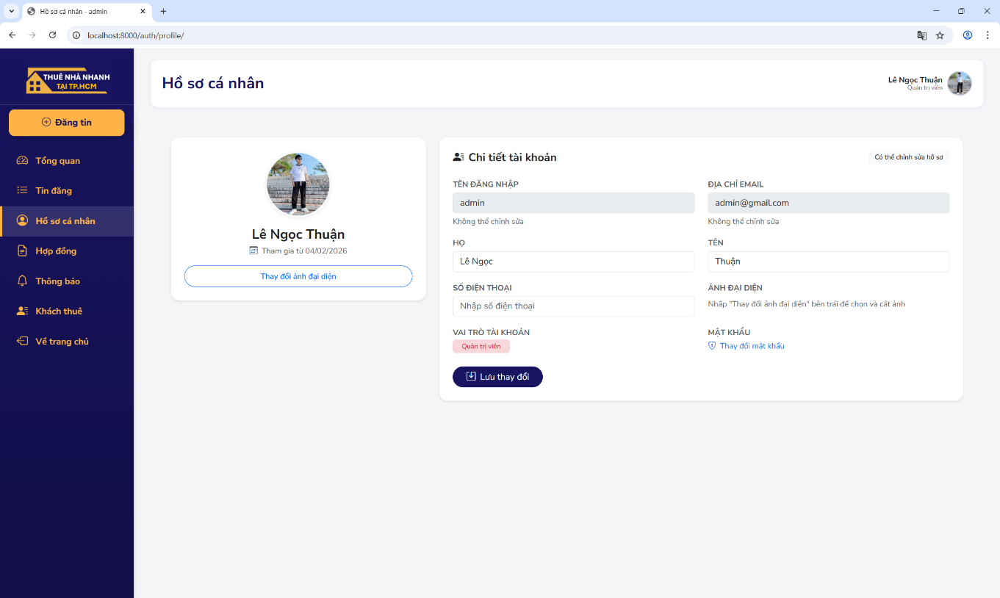 Hồ sơ cá nhân - admin
localhost:8000/auth/profile/
THUÊ NHÀ NHANH
TẠI TP.HCM
Đăng tin
Tổng quan
Tin đăng
Hồ sơ cá nhân
Hợp đồng
Thông báo
Khách thuê
Về trang chủ
Hồ sơ cá nhân
Lê Ngọc Thuận
Quản trị viên
Lê Ngọc Thuận
Tham gia từ 04/02/2026
Thay đổi ảnh đại diện
Chi tiết tài khoản
Có thể chỉnh sửa hồ sơ
TÊN ĐĂNG NHẬP
ĐỊA CHỈ EMAIL
admin
admin@gmail.com
Không thể chỉnh sửa
Không thể chỉnh sửa
HỌ
TÊN
Lê Ngọc
Thuận
SỐ ĐIỆN THOẠI
ẢNH ĐẠI DIỆN
Nhập số điện thoại
Nhấp "Thay đổi ảnh đại diện" bên trái để chọn và cắt ảnh
VAI TRÒ TÀI KHOẢN
MẬT KHẨU
Quản trị viên
Thay đổi mật khẩu
Lưu thay đổi